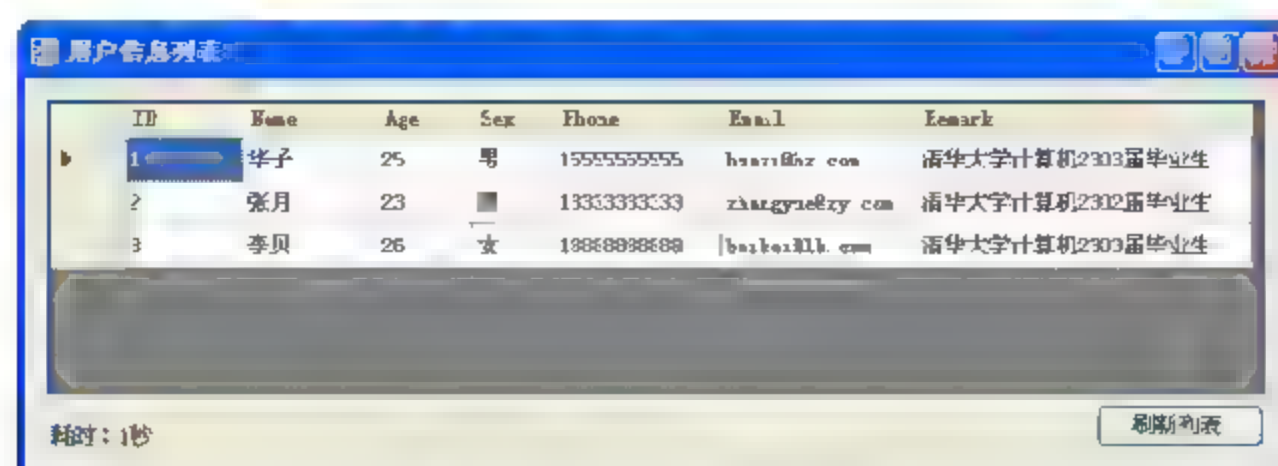 用户信息列表
ID Name Age Sex Phone Email Remark
1 华子 25 男 15555555555 清华大学计算机2303届毕业生
2 张月 23 13333333333 清华大学计算机2302届毕业生
3 李贝 26 女 清华大学计算机2303届毕业生
耗时：1秒
刷新列表